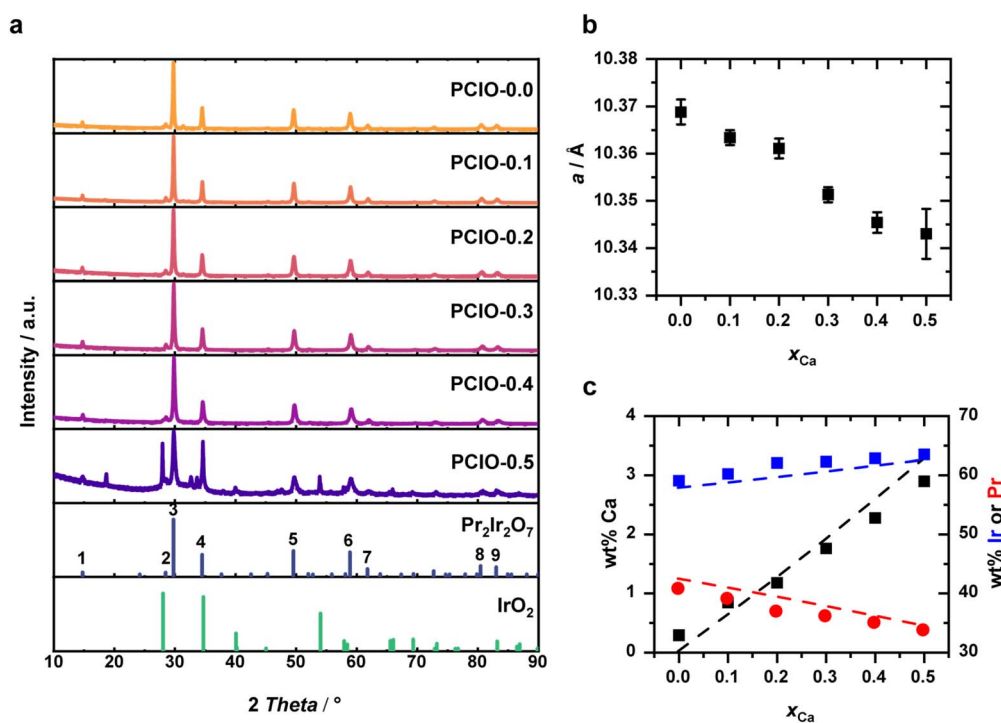 a
Intensity / a.u.
PCIO-0.0
PCIO-0.1
PCIO-0.2
PCIO-0.3
PCIO-0.4
PCIO-0.5
Pr₂Ir₂O₇
1 2 3 4 5 6 7 8 9
IrO₂
10 20 30 40 50 60 70 80 90
2 Theta / °
b
a / Å
10.38
10.37
10.36
10.35
10.34
10.33
0.0 0.1 0.2 0.3 0.4 0.5
xCa
c
wt% Ca
4
3
2
1
0
70
60
50
40
30
wt% Ir or Pr
0.0 0.1 0.2 0.3 0.4 0.5
xCa